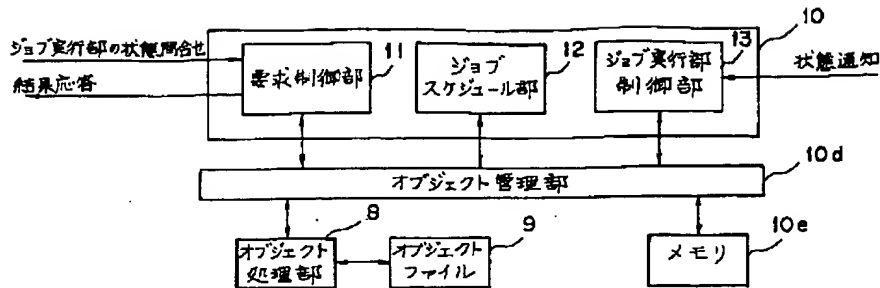 10
ジョブ実行部の状態問合せ
結果応答
要求制御部
11
ジョブ
スケジュール部
12
ジョブ実行部
制御部
13
状態通知
オブジェクト管理部
10d
オブジェクト
処理部
8
オブジェクト
ファイル
9
メモリ
10e